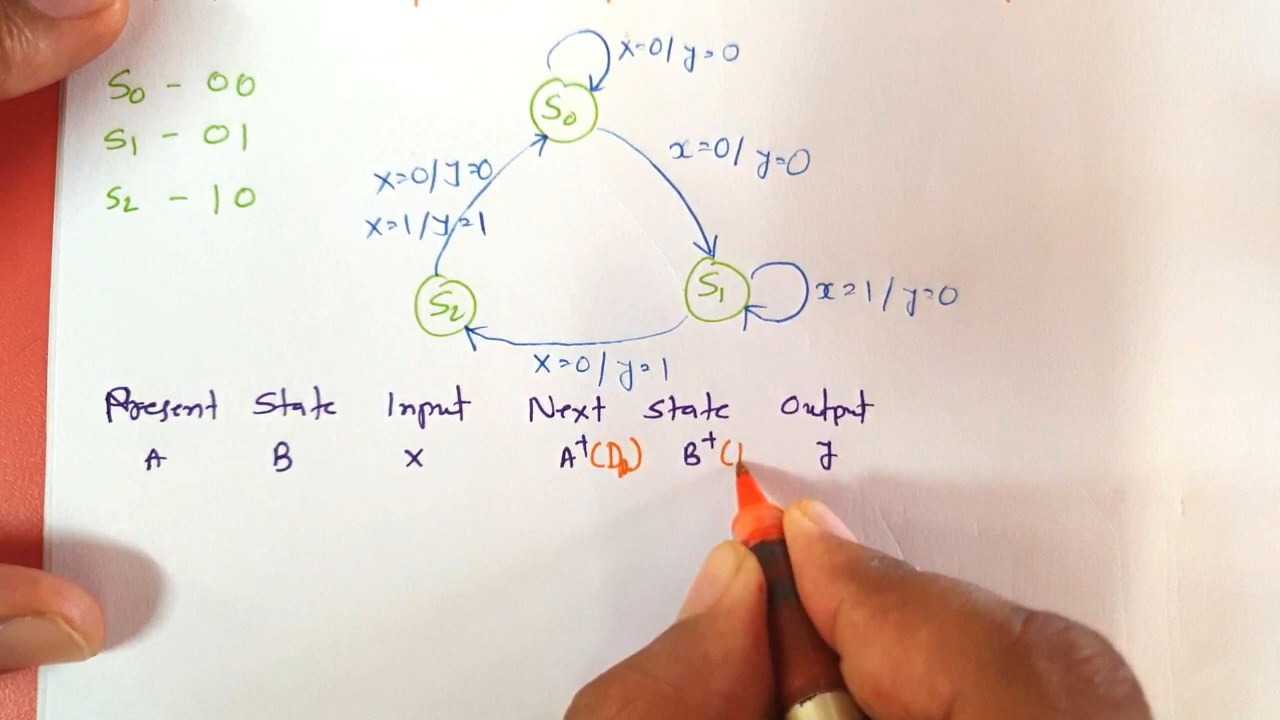 S0 - 00
S1 - 01
S2 - 10
x=0/y=0
S0
x=0/y=0
x=0/y=0
x=1/y=1
S2
S1
x=1/y=0
x=0/y=1
Present State Input Next State Output
A B x A+(DA) B+( y